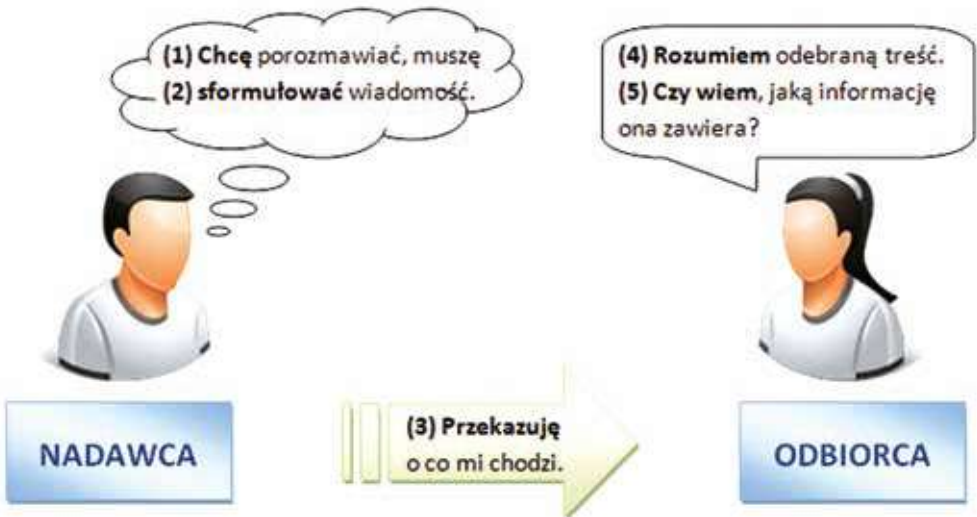 (1) Chcę porozmawiać, muszę
(2) sformułować wiadomość.
(4) Rozumiem odebraną treść.
(5) Czy wiem, jaką informację
ona zawiera?
(3) Przekazuję
o co mi chodzi.
NADAWCA
ODBIORCA